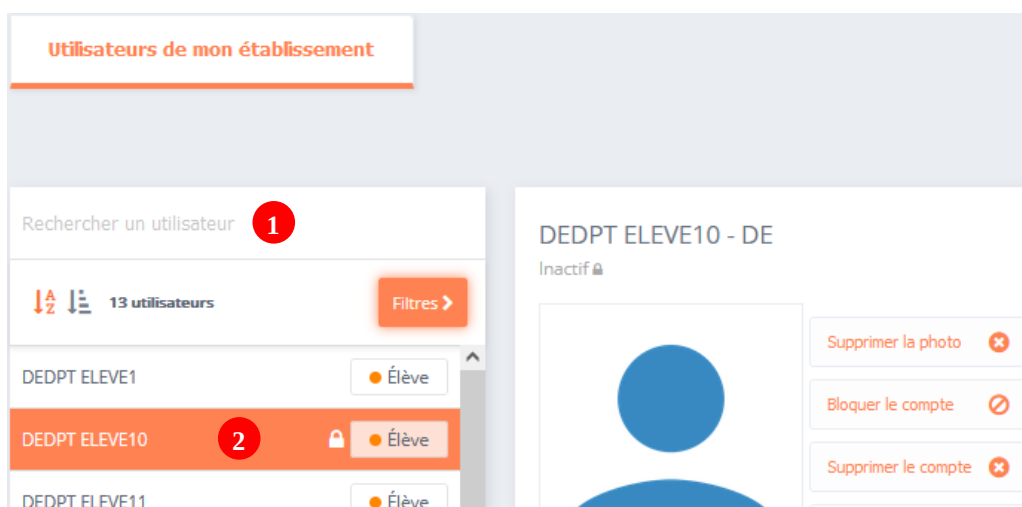 Utilisateurs de mon établissement
Rechercher un utilisateur 1
A Z 13 utilisateurs Filtres
DEDPT ELEVE1 Élève
DEDPT ELEVE10 2 Élève
DEDPT ELEVE11 Élève
DEDPT ELEVE10 - DE
Inactif
Supprimer la photo
Bloquer le compte
Supprimer le compte